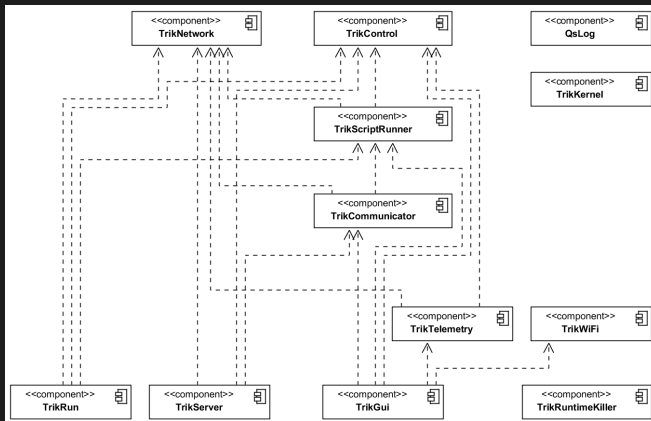 <<component>>
TrikNetwork
<<component>>
TrikControl
<<component>>
QsLog
<<component>>
TrikKernel
<<component>>
TrikScriptRunner
<<component>>
TrikCommunicator
<<component>>
TrikTelemetry
<<component>>
TrikWiFi
<<component>>
TrikRun
<<component>>
TrikServer
<<component>>
TrikGui
<<component>>
TrikRuntimeKiller